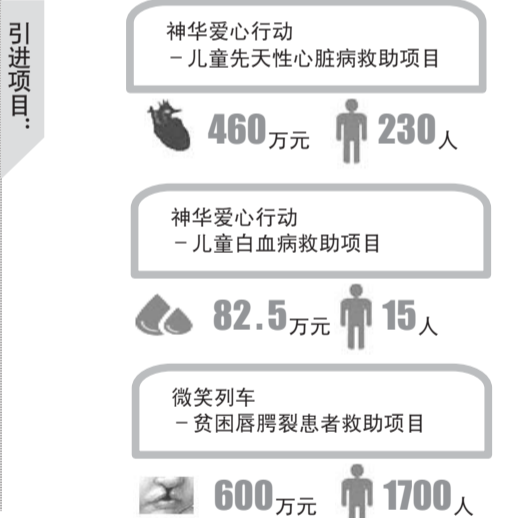 引进项目：
神华爱心行动
－儿童先天性心脏病救助项目
460万元 230人
神华爱心行动
－儿童白血病救助项目
82.5万元 15人
微笑列车
－贫困唇腭裂患者救助项目
600万元 1700人